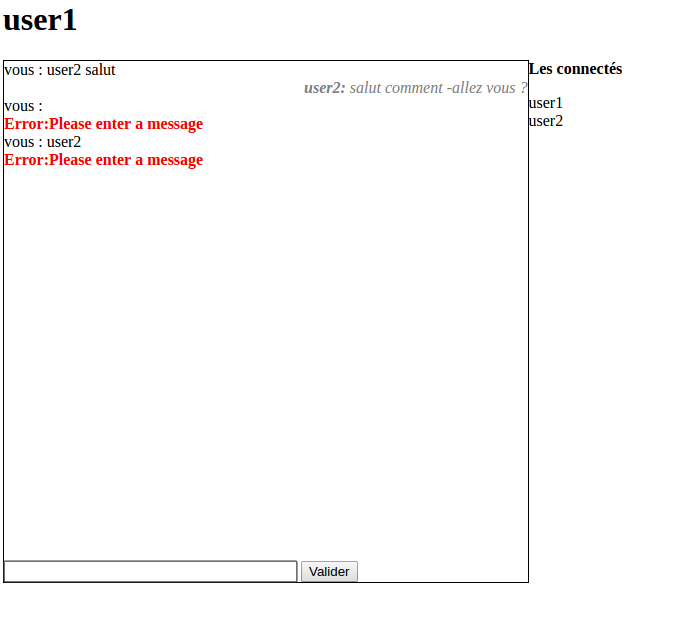 user1
vous : user2 salut
user2: salut comment -allez vous ?
vous :
Error:Please enter a message
vous : user2
Error:Please enter a message
Valider
Les connectés
user1
user2